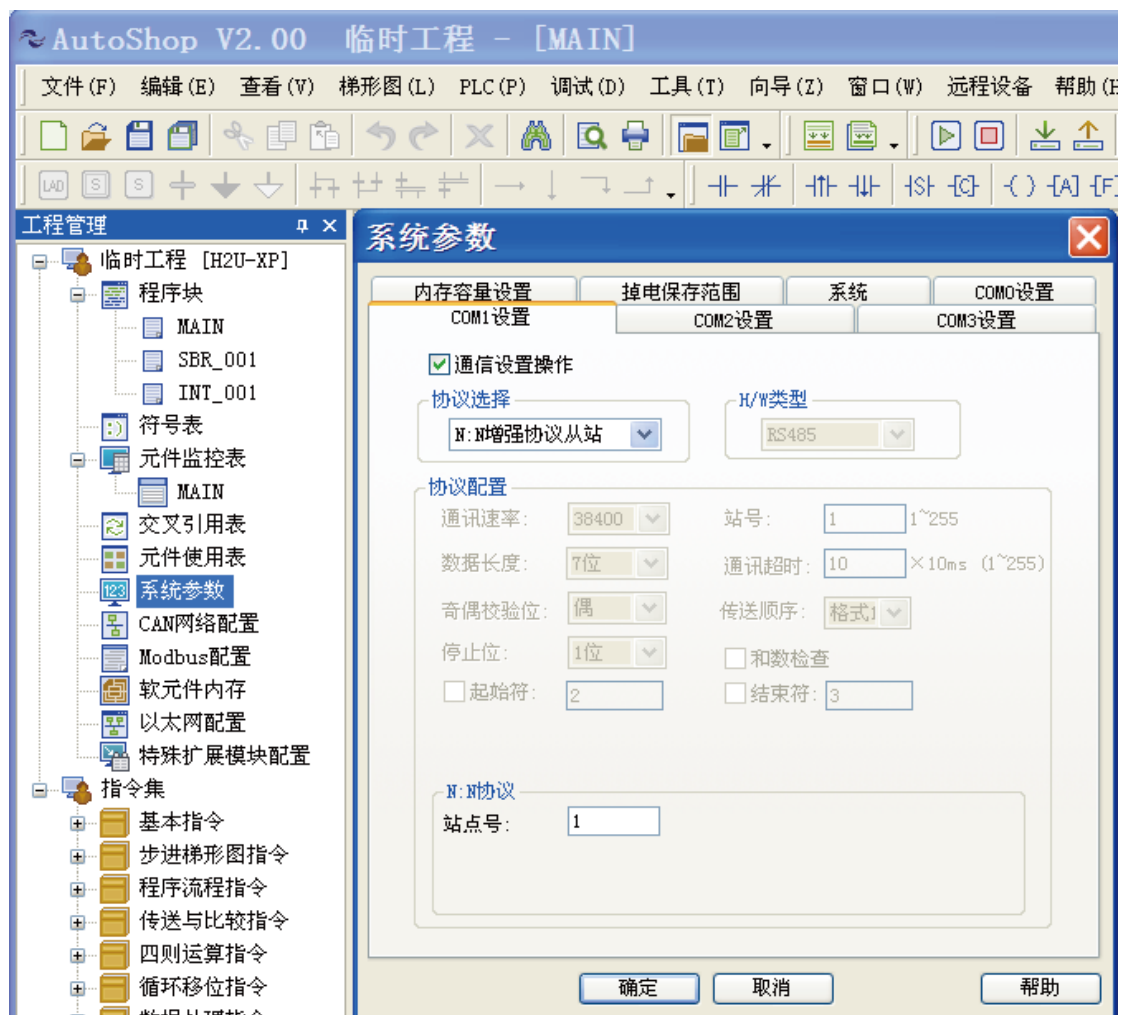 AutoShop V2.00 临时工程 - [MAIN]
文件(F) 编辑(E) 查看(V) 梯形图(L) PLC(P) 调试(D) 工具(T) 向导(Z) 窗口(W) 远程设备 帮助(H
LAD S S
工程管理
临时工程 [H2U-XP]
程序块
MAIN
SBR_001
INT_001
符号表
元件监控表
MAIN
交叉引用表
元件使用表
123 系统参数
CAN网络配置
Modbus配置
软元件内存
以太网配置
特殊扩展模块配置
指令集
基本指令
步进梯形图指令
程序流程指令
传送与比较指令
四则运算指令
循环移位指令
数据处理指令
系统参数
内存容量设置 掉电保存范围 系统 COM0设置
COM1设置 COM2设置 COM3设置
通信设置操作
协议选择 H/W类型
N:N增强协议从站 RS485
协议配置
通讯速率: 38400 站号: 1 1~255
数据长度: 7位 通讯超时: 10 ×10ms (1~255)
奇偶校验位: 偶 传送顺序: 格式1
停止位: 1位 和数检查
起始符: 2 结束符: 3
N:N协议
站点号: 1
确定 取消 帮助